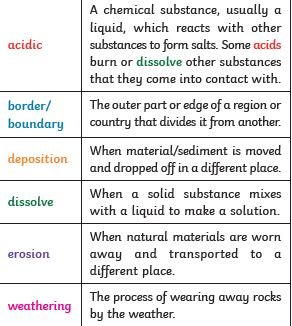 acidic
A chemical substance, usually a
liquid, which reacts with other
substances to form salts. Some acids
burn or dissolve other substances
that they come into contact with.
border/
boundary
The outer part or edge of a region or
country that divides it from another.
deposition
When material/sediment is moved
and dropped off in a different place.
dissolve
When a solid substance mixes
with a liquid to make a solution.
erosion
When natural materials are worn
away and transported to a
different place.
weathering
The process of wearing away rocks
by the weather.